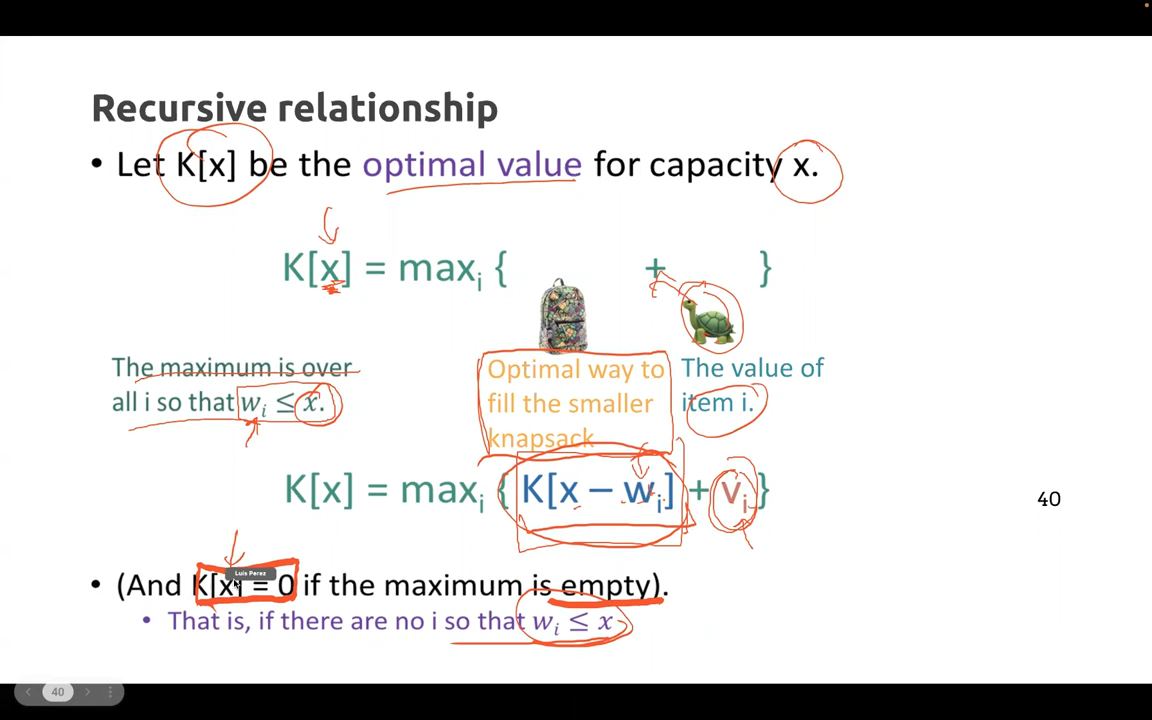 Recursive relationship
• Let K[x] be the optimal value for capacity x.
K[x] = maxᵢ { + }
The maximum is over
all i so that wᵢ ≤ x.
Optimal way to
fill the smaller
knapsack
The value of
item i.
K[x] = maxᵢ { K[x – wᵢ] + vᵢ }
40
Luis Perez
• (And K[x] = 0 if the maximum is empty).
• That is, if there are no i so that wᵢ ≤ x
40